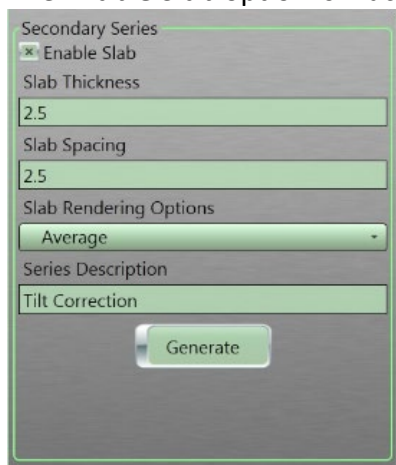 Secondary Series
Enable Slab
Slab Thickness
2.5
Slab Spacing
2.5
Slab Rendering Options
Average
Series Description
Tilt Correction
Generate